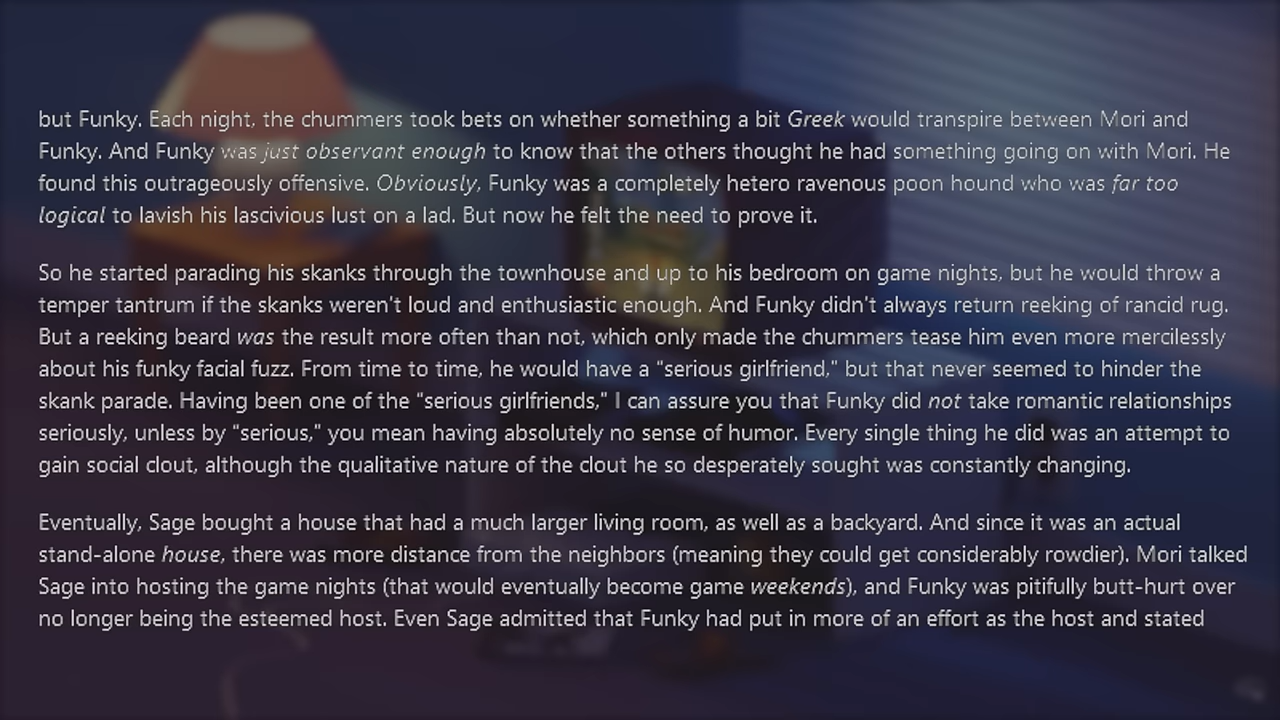 but Funky. Each night, the chummers took bets on whether something a bit Greek would transpire between Mori and
Funky. And Funky was just observant enough to know that the others thought he had something going on with Mori. He
found this outrageously offensive. Obviously, Funky was a completely hetero ravenous poon hound who was far too
logical to lavish his lascivious lust on a lad. But now he felt the need to prove it.
So he started parading his skanks through the townhouse and up to his bedroom on game nights, but he would throw a
temper tantrum if the skanks weren't loud and enthusiastic enough. And Funky didn't always return reeking of rancid rug.
But a reeking beard was the result more often than not, which only made the chummers tease him even more mercilessly
about his funky facial fuzz. From time to time, he would have a "serious girlfriend," but that never seemed to hinder the
skank parade. Having been one of the "serious girlfriends," I can assure you that Funky did not take romantic relationships
seriously, unless by "serious," you mean having absolutely no sense of humor. Every single thing he did was an attempt to
gain social clout, although the qualitative nature of the clout he so desperately sought was constantly changing.
Eventually, Sage bought a house that had a much larger living room, as well as a backyard. And since it was an actual
stand-alone house, there was more distance from the neighbors (meaning they could get considerably rowdier). Mori talked
Sage into hosting the game nights (that would eventually become game weekends), and Funky was pitifully butt-hurt over
no longer being the esteemed host. Even Sage admitted that Funky had put in more of an effort as the host and stated